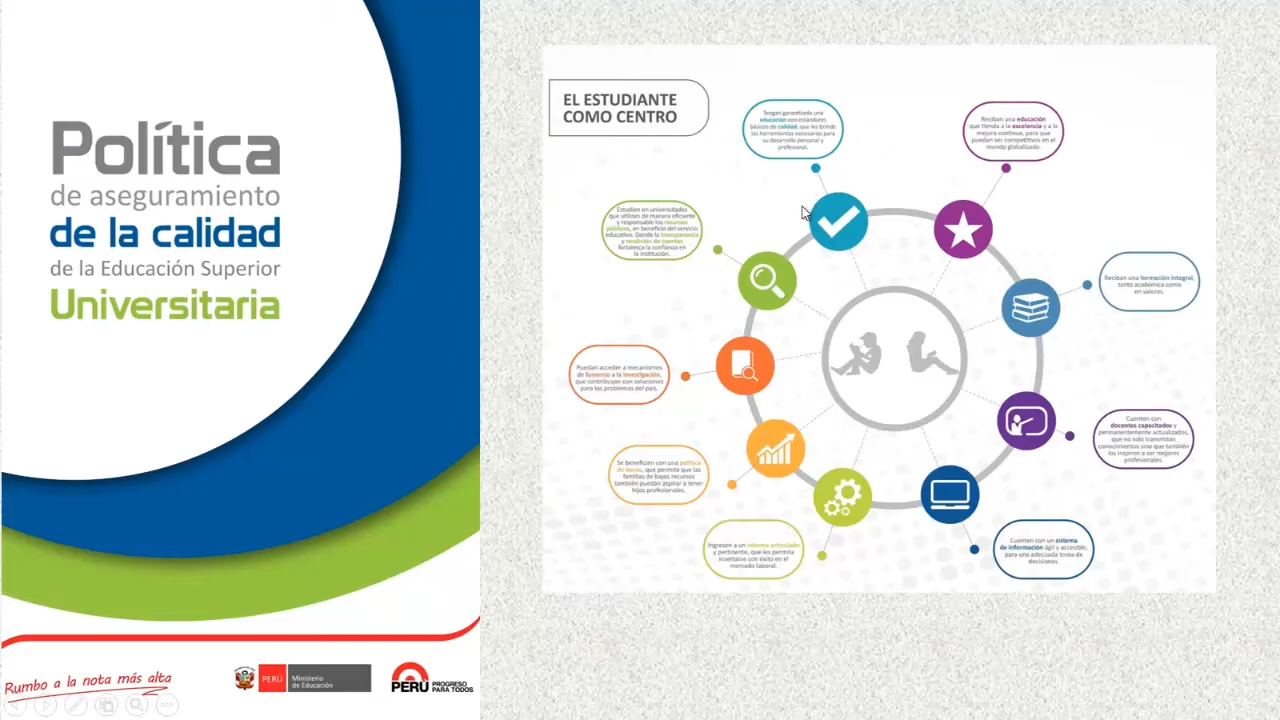 Política
de aseguramiento
de la calidad
de la Educación Superior
Universitaria
Rumbo a la nota más alta
PERÚ
Ministerio
de Educación
PERÚ
PROGRESO
PARA TODOS
EL ESTUDIANTE
COMO CENTRO
Tengan garantizada una
educación con estándares
básicos de calidad, que les brinde
las herramientas necesarias para
su desarrollo personal y
profesional.
Reciban una educación
que tienda a la excelencia y a la
mejora continua, para que
puedan ser competitivos en el
mundo globalizado.
Reciban una formación integral,
tanto académica como
en valores.
Cuenten con
docentes capacitados y
permanentemente actualizados,
que no solo transmitan
conocimientos sino que también
los inspiren a ser mejores
profesionales.
Cuenten con un sistema
de información ágil y accesible,
para una adecuada toma de
decisiones.
Ingresen a un sistema articulado
y pertinente, que les permita
insertarse con éxito en el
mercado laboral.
Se beneficien con una política
de becas, que permita que las
familias de bajos recursos
también puedan aspirar a tener
hijos profesionales.
Puedan acceder a mecanismos
de fomento a la investigación,
que contribuyan con soluciones
para los problemas del país.
Estudien en universidades
que utilizan de manera eficiente
y responsable los recursos
públicos, en beneficio del servicio
educativo. Donde la transparencia
y rendición de cuentas
fortalezca la confianza en
la institución.